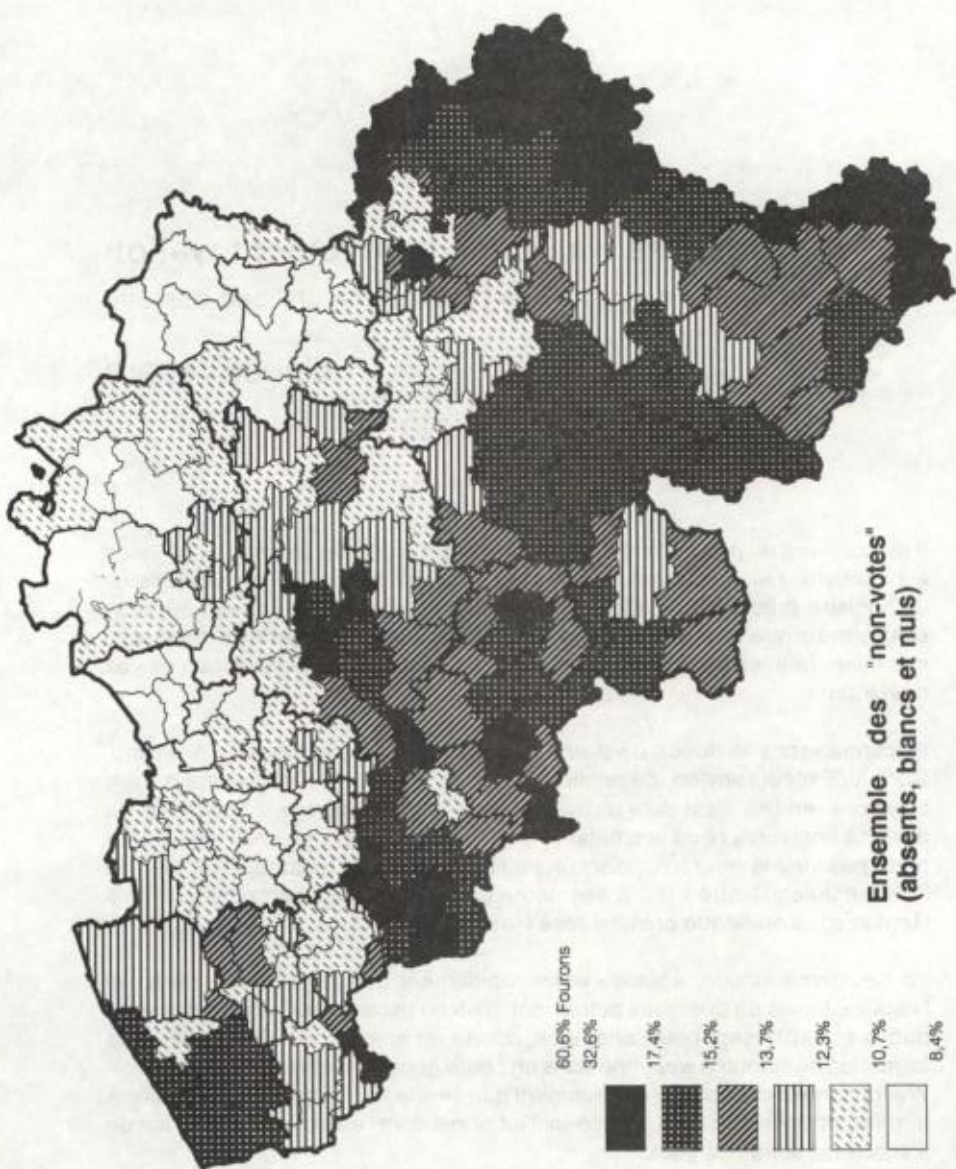 60,6% Fourons
32,6%
17,4%
15,2%
13,7%
12,3%
10,7%
8,4%
Ensemble des "non-votes"
(absents, blancs et nuls)